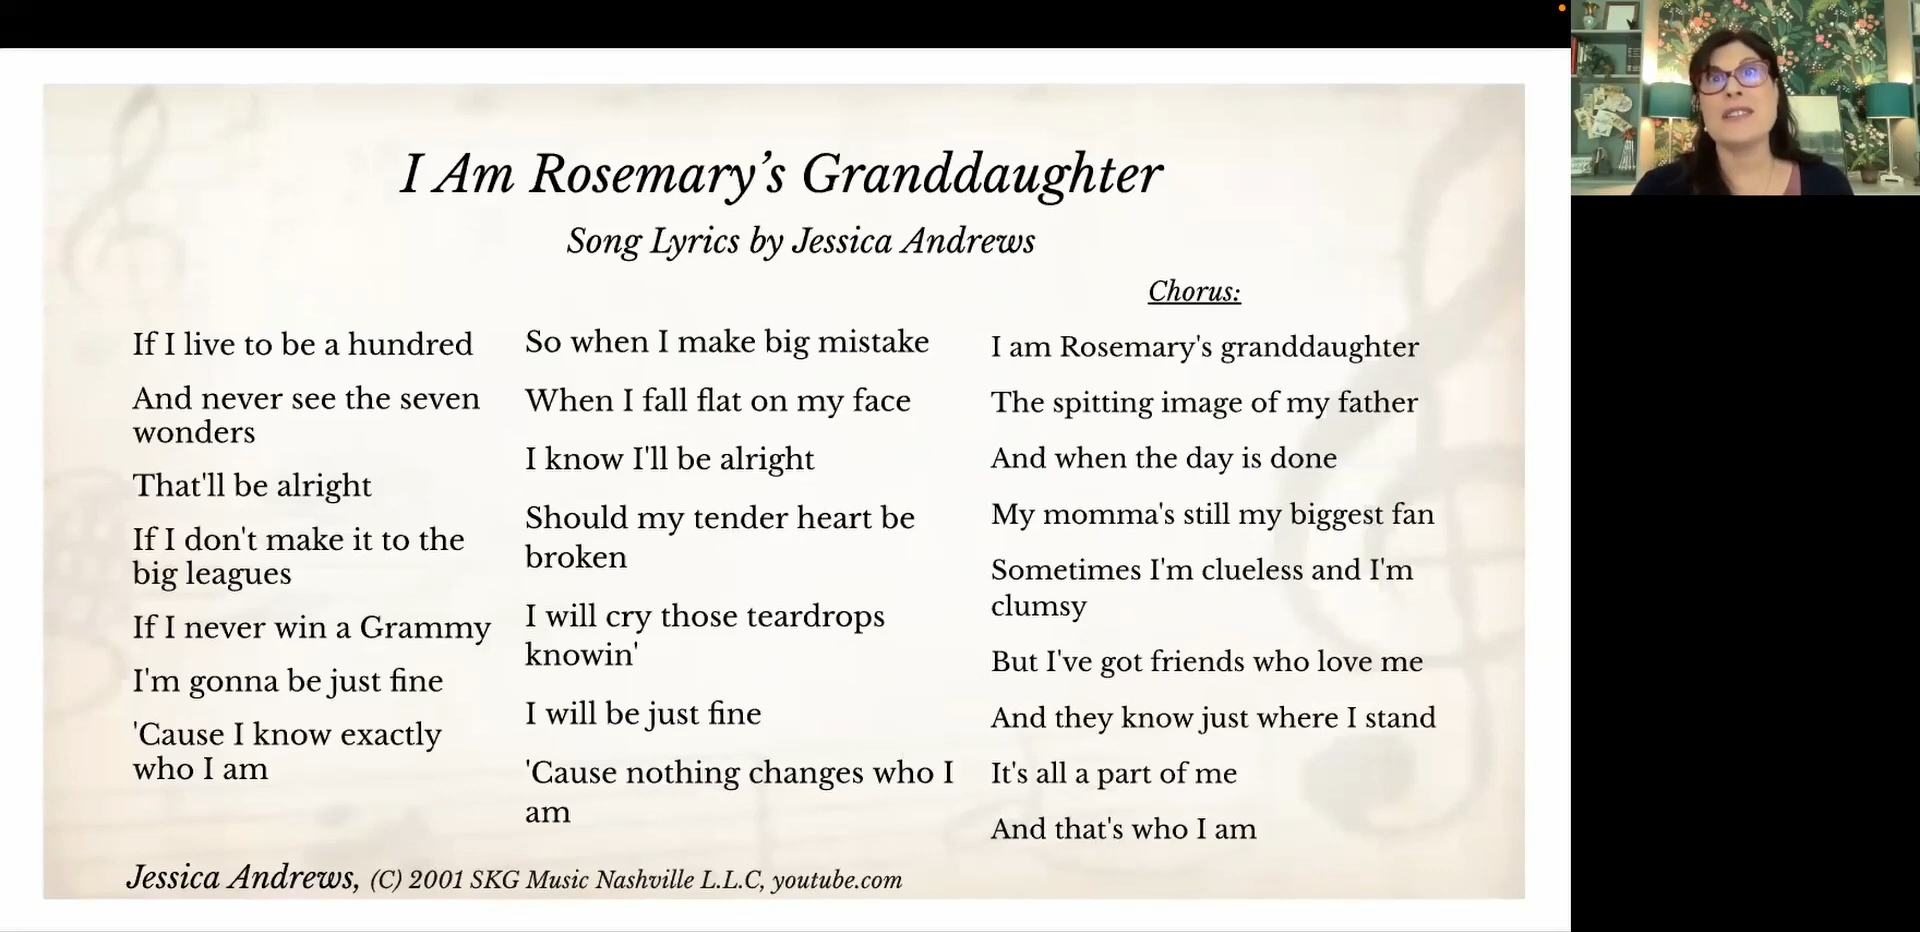 I Am Rosemary’s Granddaughter
Song Lyrics by Jessica Andrews
If I live to be a hundred
And never see the seven
wonders
That'll be alright
If I don't make it to the
big leagues
If I never win a Grammy
I'm gonna be just fine
'Cause I know exactly
who I am
So when I make big mistake
When I fall flat on my face
I know I'll be alright
Should my tender heart be
broken
I will cry those teardrops
knowin'
I will be just fine
'Cause nothing changes who I
am
Chorus:
I am Rosemary's granddaughter
The spitting image of my father
And when the day is done
My momma's still my biggest fan
Sometimes I'm clueless and I'm
clumsy
But I've got friends who love me
And they know just where I stand
It's all a part of me
And that's who I am
Jessica Andrews, (C) 2001 SKG Music Nashville L.L.C, youtube.com